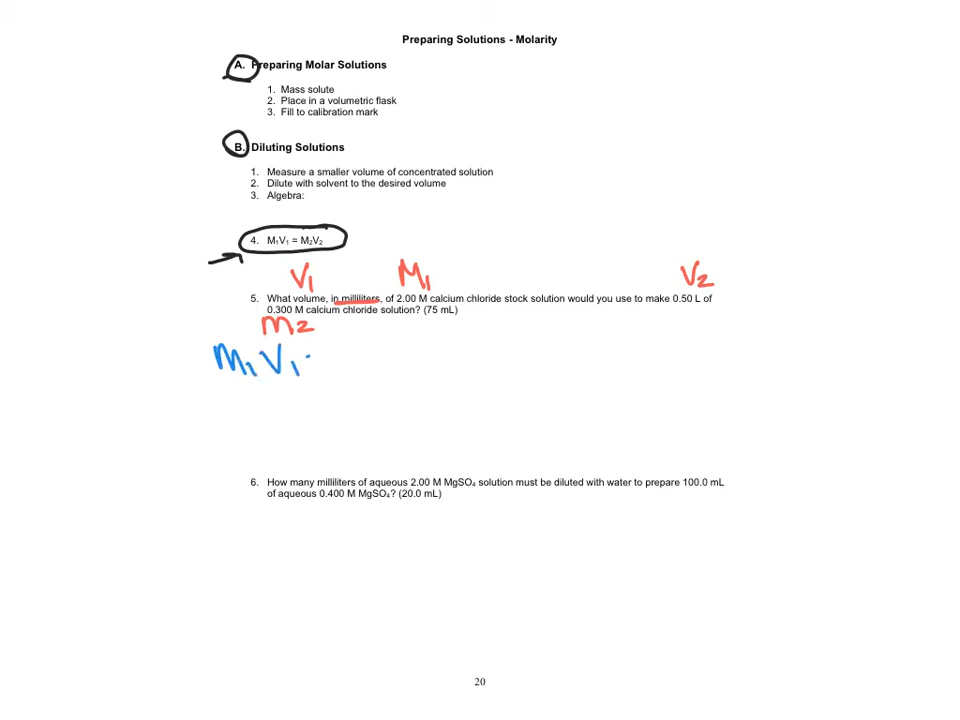 Preparing Solutions - Molarity
A. Preparing Molar Solutions
1. Mass solute
2. Place in a volumetric flask
3. Fill to calibration mark
B. Diluting Solutions
1. Measure a smaller volume of concentrated solution
2. Dilute with solvent to the desired volume
3. Algebra:
4. M₁V₁ = M₂V₂
V₁ M₁ V₂
5. What volume, in milliliters, of 2.00 M calcium chloride stock solution would you use to make 0.50 L of
0.300 M calcium chloride solution? (75 mL)
M₂
M₁ V₁
6. How many milliliters of aqueous 2.00 M MgSO₄ solution must be diluted with water to prepare 100.0 mL
of aqueous 0.400 M MgSO₄? (20.0 mL)
20